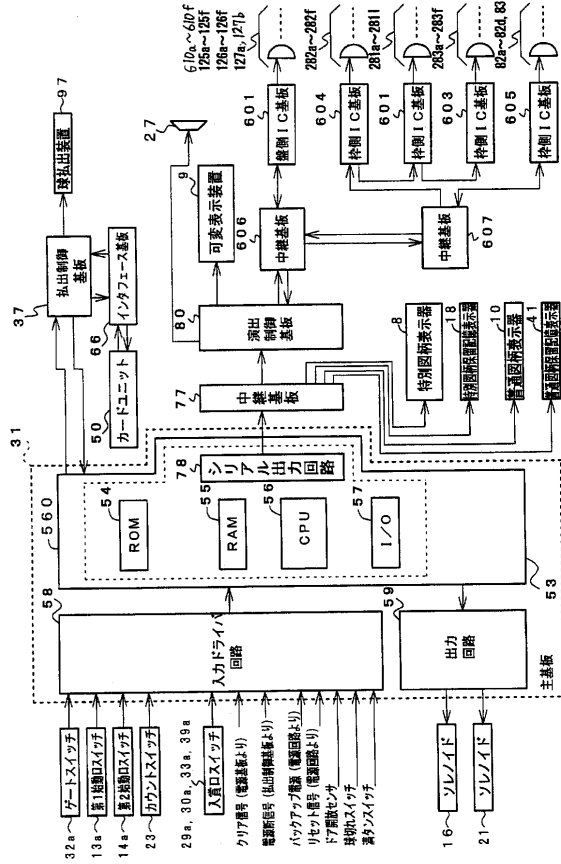 31
560
58
54
ROM
55
RAM
56
CPU
57
I/O
78
シリアル出力回路
53
入力ドライバ回路
59
出力回路
主基板
32a
ゲートスイッチ
13a
第1始動口スイッチ
14a
第2始動口スイッチ
23
カウントスイッチ
29a, 30a, 33a, 39a
入賞口スイッチ
クリア信号（電源基板より）
電源断信号（払出制御基板より）
バックアップ電源（電源回路より）
リセット信号（電源回路より）
ドア開放センサ
球切れスイッチ
満タンスイッチ
16
ソレノイド
21
ソレノイド
37
払出制御基板
97
球払出装置
66
インタフェース基板
50
カードユニット
77
中継基板
80
演出制御基板
27
9
可変表示装置
606
中継基板
607
中継基板
8
特別図柄表示器
18
特別図柄保留記憶表示器
10
普通図柄表示器
41
普通図柄保留記憶表示器
601
盤側IC基板
604
枠側IC基板
601
枠側IC基板
603
枠側IC基板
605
枠側IC基板
610a～610f
125a～125f
126a～126f
127a, 127b
282a～282f
281a～281l
283a～283f
82a～82d, 83